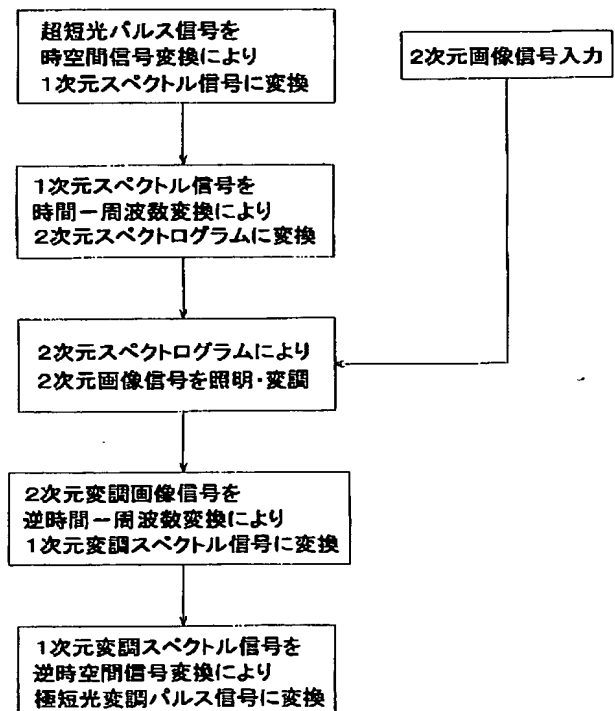 超短光パルス信号を
時空間信号変換により
1次元スペクトル信号に変換
2次元画像信号入力
1次元スペクトル信号を
時間ー周波数変換により
2次元スペクトログラムに変換
2次元スペクトログラムにより
2次元画像信号を照明・変調
2次元変調画像信号を
逆時間ー周波数変換により
1次元変調スペクトル信号に変換
1次元変調スペクトル信号を
逆時空間信号変換により
極短光変調パルス信号に変換